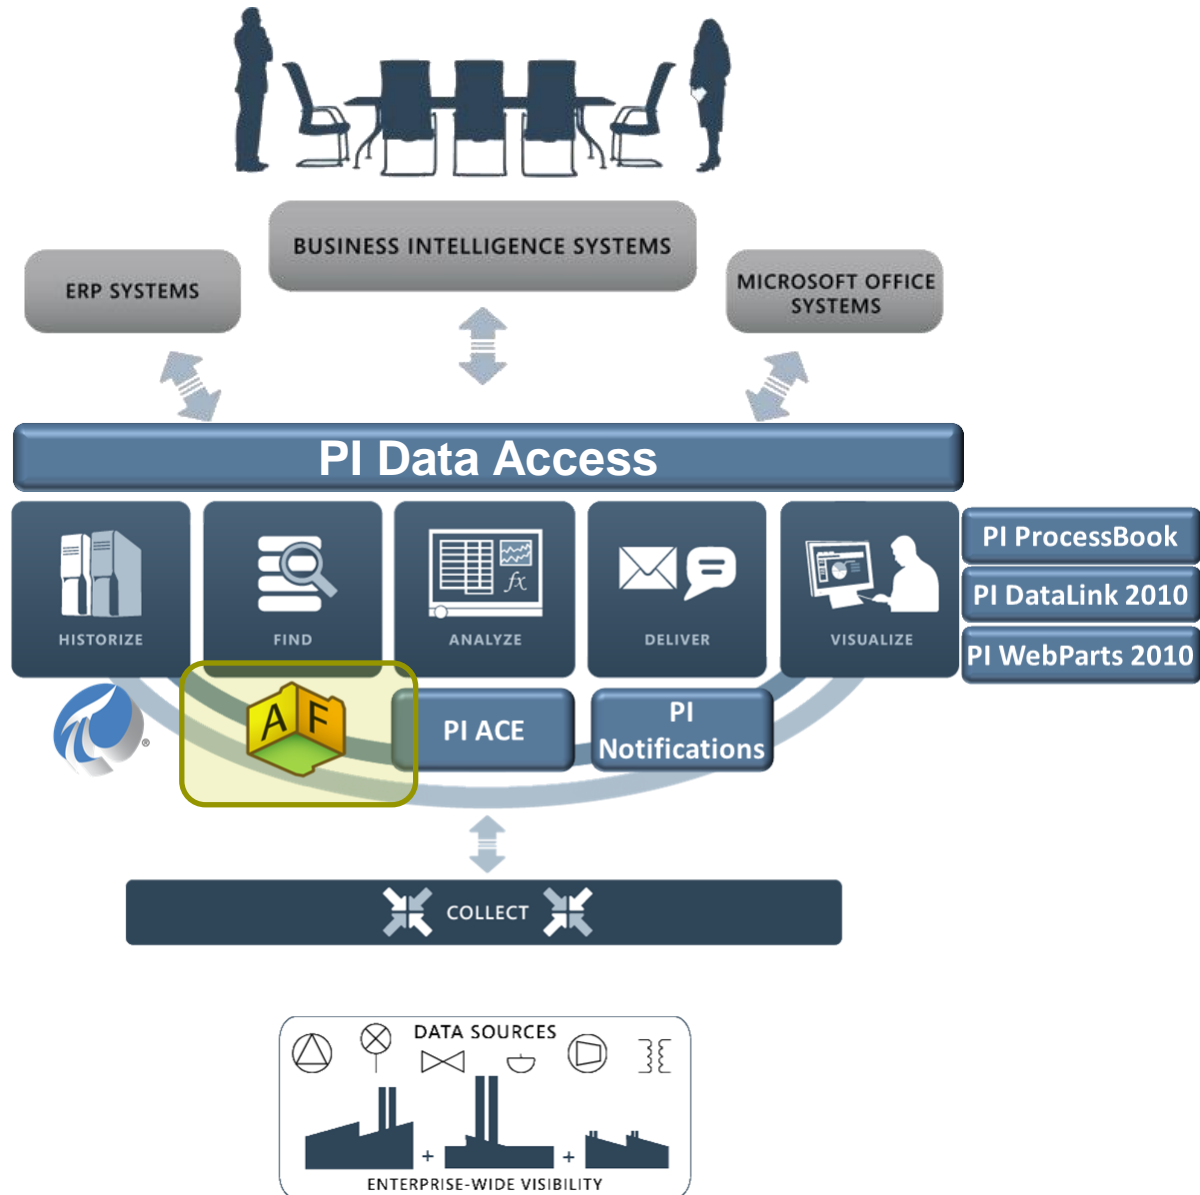 BUSINESS INTELLIGENCE SYSTEMS
ERP SYSTEMS
MICROSOFT OFFICE
SYSTEMS
PI Data Access
HISTORIZE
FIND
fx
ANALYZE
DELIVER
VISUALIZE
PI ProcessBook
PI DataLink 2010
PI WebParts 2010
®
A F
PI ACE
PI
Notifications
COLLECT
DATA SOURCES
+ +
ENTERPRISE-WIDE VISIBILITY